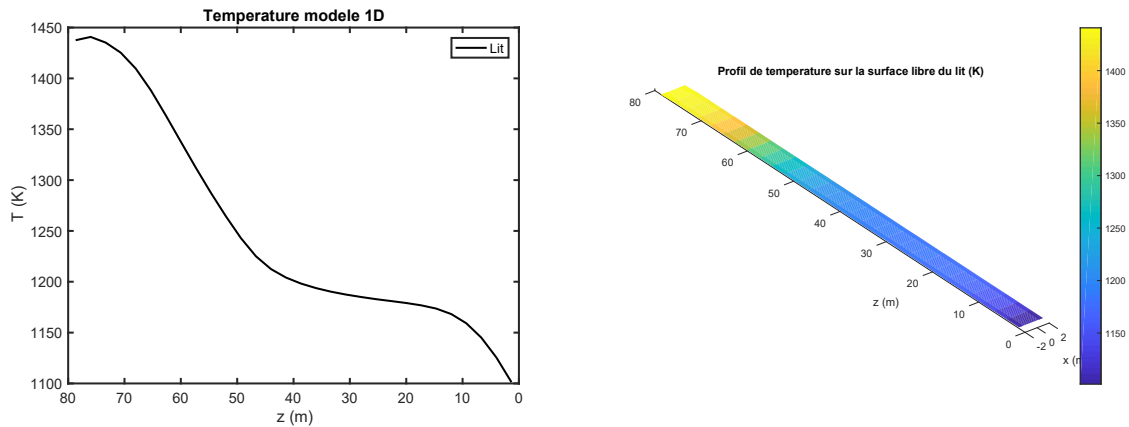 Temperature modele 1D
1450
1400
1350
1300
1250
1200
1150
1100
T (K)
Lit
80 70 60 50 40 30 20 10 0
z (m)
Profil de temperature sur la surface libre du lit (K)
80
70
60
50
40
30
20
10
0
z (m)
-2 0 2
x (m
1400
1350
1300
1250
1200
1150